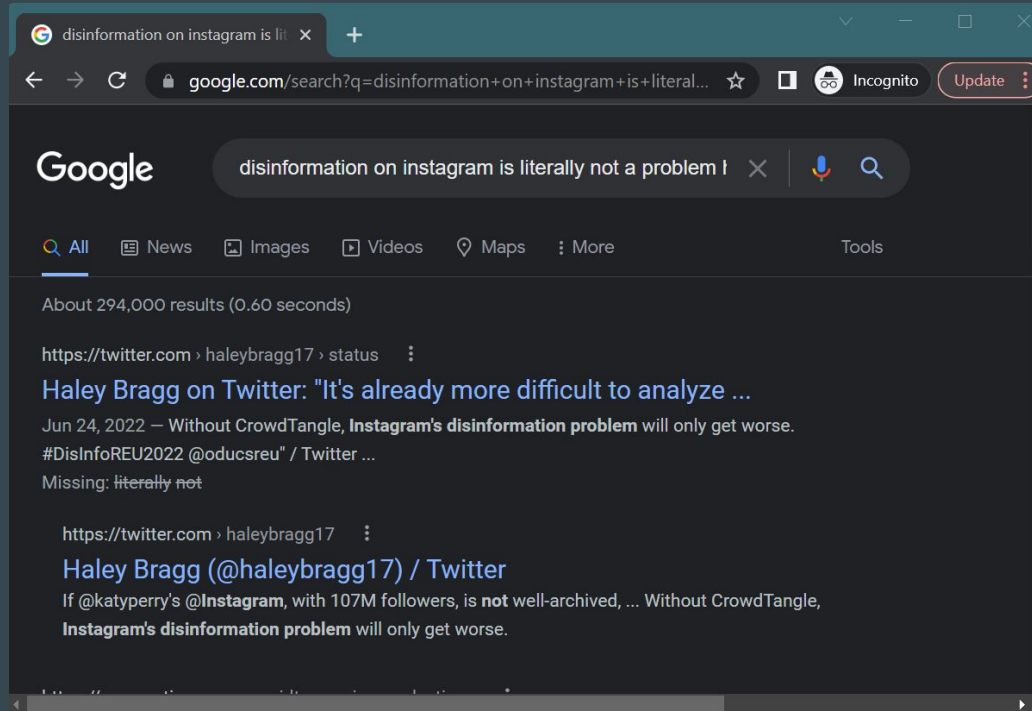 disinformation on instagram is lit
google.com/search?q=disinformation+on+instagram+is+literal...
Incognito
Update
Google
disinformation on instagram is literally not a problem
All
News
Images
Videos
Maps
More
Tools
About 294,000 results (0.60 seconds)
https://twitter.com › haleybragg17 › status
Haley Bragg on Twitter: "It's already more difficult to analyze ...
Jun 24, 2022 — Without CrowdTangle, Instagram's disinformation problem will only get worse.
#DisInfoREU2022 @oducsreu" / Twitter ...
Missing: literally not
https://twitter.com › haleybragg17
Haley Bragg (@haleybragg17) / Twitter
If @katyperry's @Instagram, with 107M followers, is not well-archived, ... Without CrowdTangle,
Instagram's disinformation problem will only get worse.